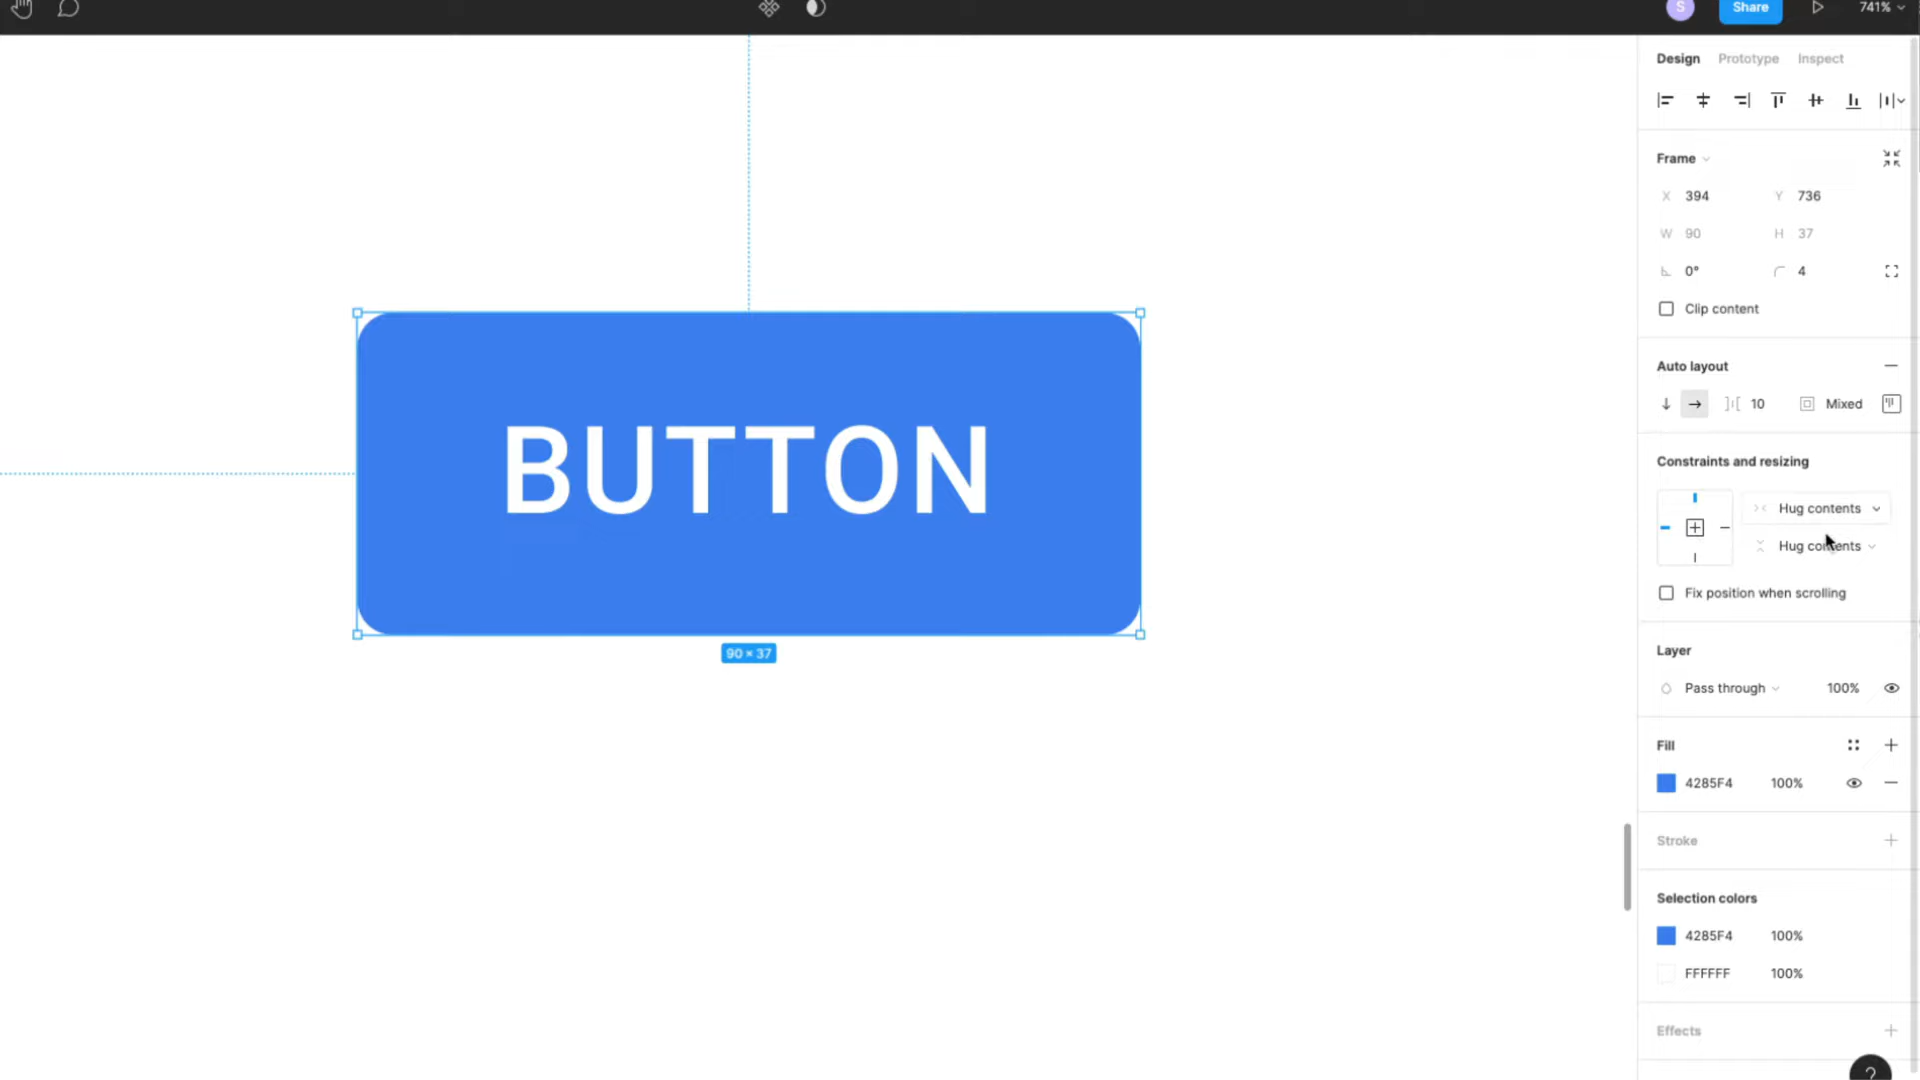 S
Share
741%
Design Prototype Inspect
Frame
X 394 Y 736
W 90 H 37
0° 4
Clip content
Auto layout
10 Mixed
Constraints and resizing
Hug contents
Hug contents
Fix position when scrolling
BUTTON
90 × 37
Layer
Pass through 100%
Fill
4285F4 100%
Stroke
Selection colors
4285F4 100%
FFFFFF 100%
Effects
?